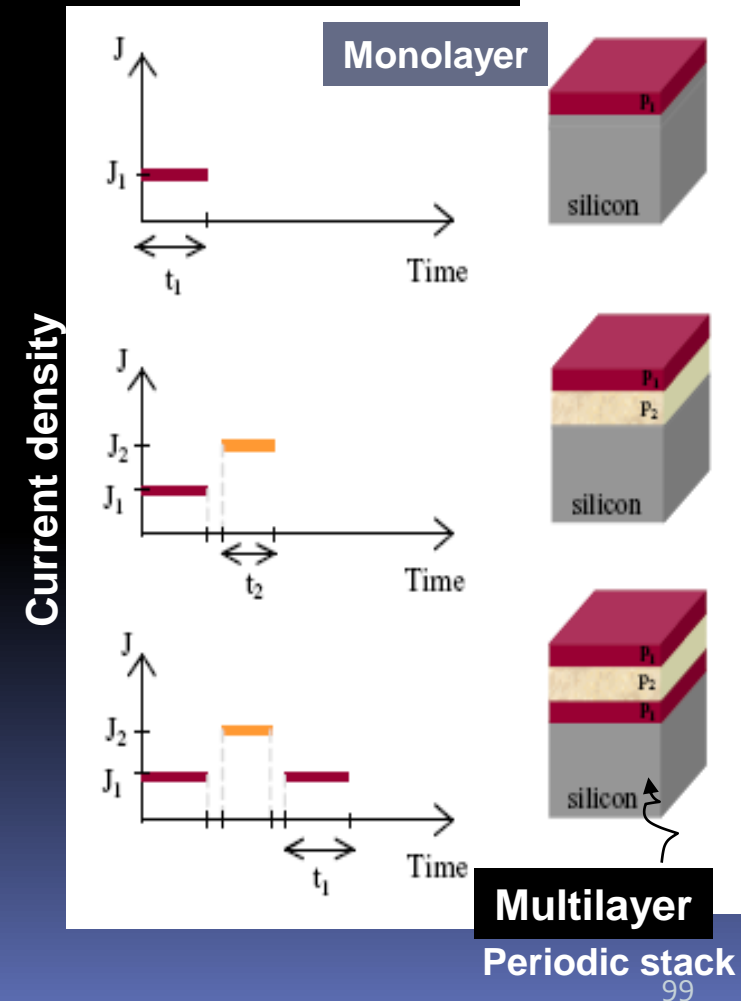 Current density
J
Monolayer
J₁
t₁
Time
P₁
silicon
J
J₂
J₁
t₂
Time
P₁
P₂
silicon
J
J₂
J₁
t₁
Time
P₁
P₂
P₁
silicon
Multilayer
Periodic stack
99